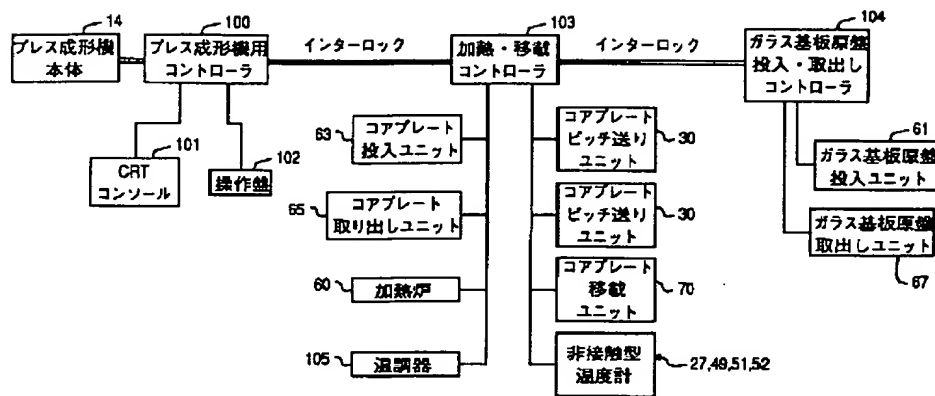 14
プレス成形機
本体
100
プレス成形機用
コントローラ
インターロック
103
加熱・移載
コントローラ
インターロック
104
ガラス基板原盤
投入・取出し
コントローラ
101
CRT
コンソール
102
操作盤
63
コアプレート
投入ユニット
コアプレート
ピッチ送り
ユニット
30
61
ガラス基板原盤
投入ユニット
65
コアプレート
取り出しユニット
コアプレート
ピッチ送り
ユニット
30
ガラス基板原盤
取出しユニット
67
60
加熱炉
コアプレート
移載
ユニット
70
105
温調器
非接触型
温度計
27,49,51,52